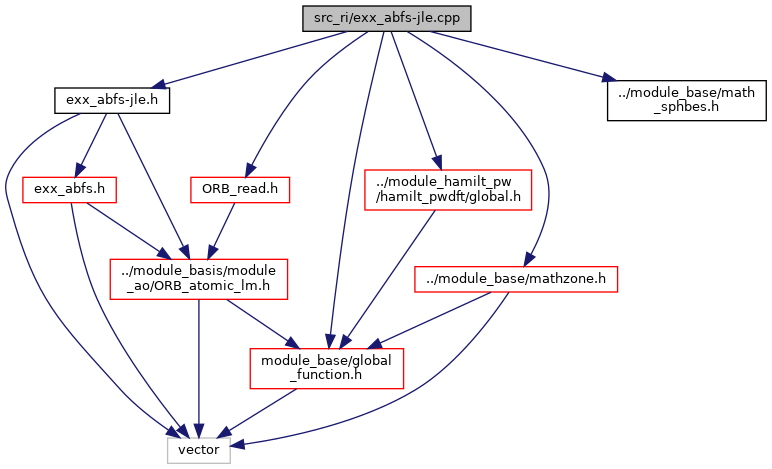 src_ri/exx_abfs-jle.cpp
exx_abfs-jle.h
../module_base/math
_sphbes.h
exx_abfs.h
ORB_read.h
../module_hamilt_pw
/hamilt_pwdft/global.h
../module_basis/module
_ao/ORB_atomic_lm.h
../module_base/mathzone.h
module_base/global
_function.h
vector